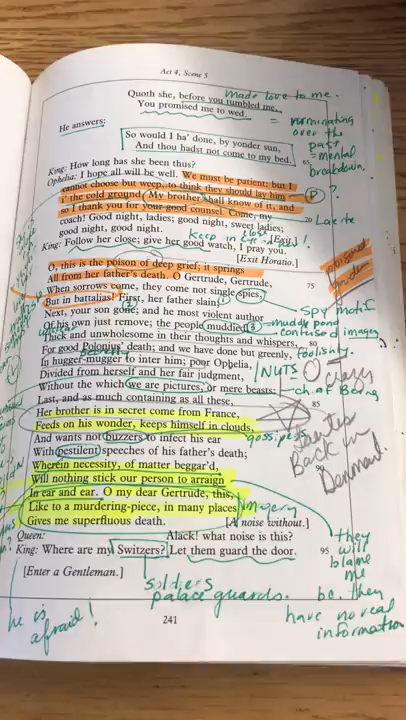 Act 4, Scene 5
Quoth she, before you tumbled me, made love to me.
You promised me to wed.
= ruminating
over the
past
= mental
breakdown.
He answers:
So would I ha' done, by yonder sun,
And thou hadst not come to my bed. 65
King: How long has she been thus?
Ophelia: I hope all will be well. We must be patient: but I
cannot choose but weep, to think they should lay him
i' the cold ground. My brother shall know of it, and (P) ?
so I thank you for your good counsel. Come, my
coach! Good night, ladies; good night, sweet ladies; 70 Laerte
good night, good night. [Exit.]
keep in close
King: Follow her close; give her good watch, I pray you.
[Exit Horatio.]
O, this is the poison of deep grief; it springs
All from her father's death. O Gertrude, Gertrude, 75
When sorrows come, they come not single spies,
But in battalias! First, her father slain; 1 spy motif
Next, your son gone; and he most violent author 2
Of his own just remove; the people muddied, 3 = muddy pond
Thick and unwholesome in their thoughts and whispers, 80 confused images
For good Polonius' death; and we have done but greenly, foolishly.
In hugger-mugger to inter him; poor Ophelia,
Divided from herself and her fair judgment, NUTS = O crazy
Without the which we are pictures, or mere beasts:
Last, and as much containing as all these, 85
Her brother is in secret come from France,
Feeds on his wonder, keeps himself in clouds,
And wants not buzzers to infect his ear gossipers
Laertes
Back in
Denmark.
With pestilent speeches of his father's death;
Wherein necessity, of matter beggar'd, 90
Will nothing stick our person to arraign
In ear and ear. O my dear Gertrude, this,
Like to a murdering-piece, in many places imagery
Gives me superfluous death. [A noise without.]
Queen: Alack! what noise is this?
King: Where are my Switzers? Let them guard the door. 95
[Enter a Gentleman.]
they
will
blame
me
bc. they
have no real
information
soldiers
palace guards.
he is
afraid!
241